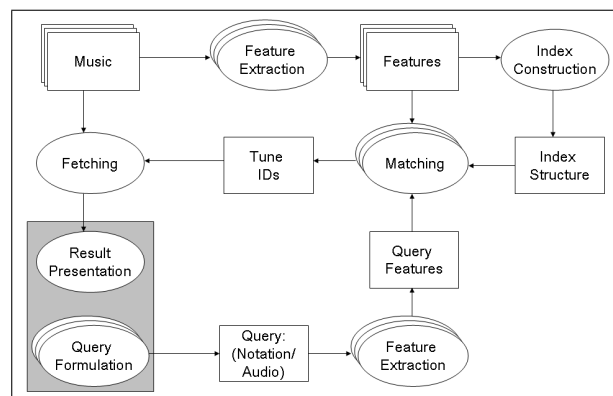 Music
Feature
Extraction
Features
Index
Construction
Fetching
Tune
IDs
Matching
Index
Structure
Result
Presentation
Query
Features
Query
Formulation
Query:
(Notation/
Audio)
Feature
Extraction